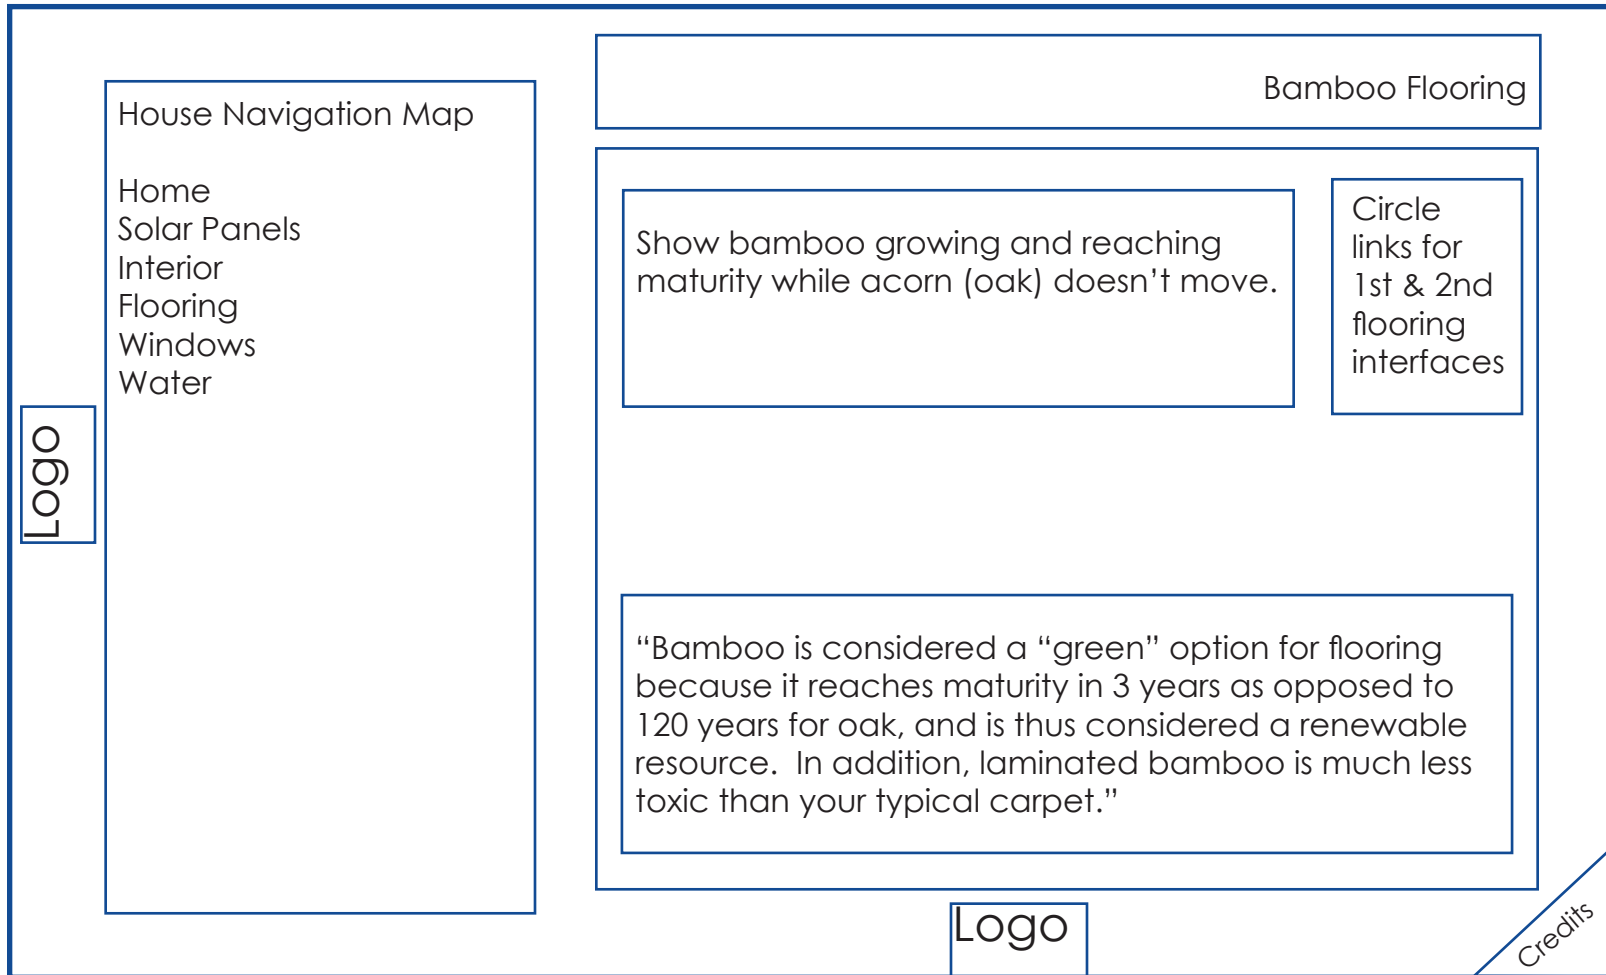 House Navigation Map
Home
Solar Panels
Interior
Flooring
Windows
Water
Logo
Bamboo Flooring
Show bamboo growing and reaching
maturity while acorn (oak) doesn’t move.
Circle
links for
1st & 2nd
flooring
interfaces
“Bamboo is considered a “green” option for flooring
because it reaches maturity in 3 years as opposed to
120 years for oak, and is thus considered a renewable
resource.  In addition, laminated bamboo is much less
toxic than your typical carpet.”
Logo
Credits